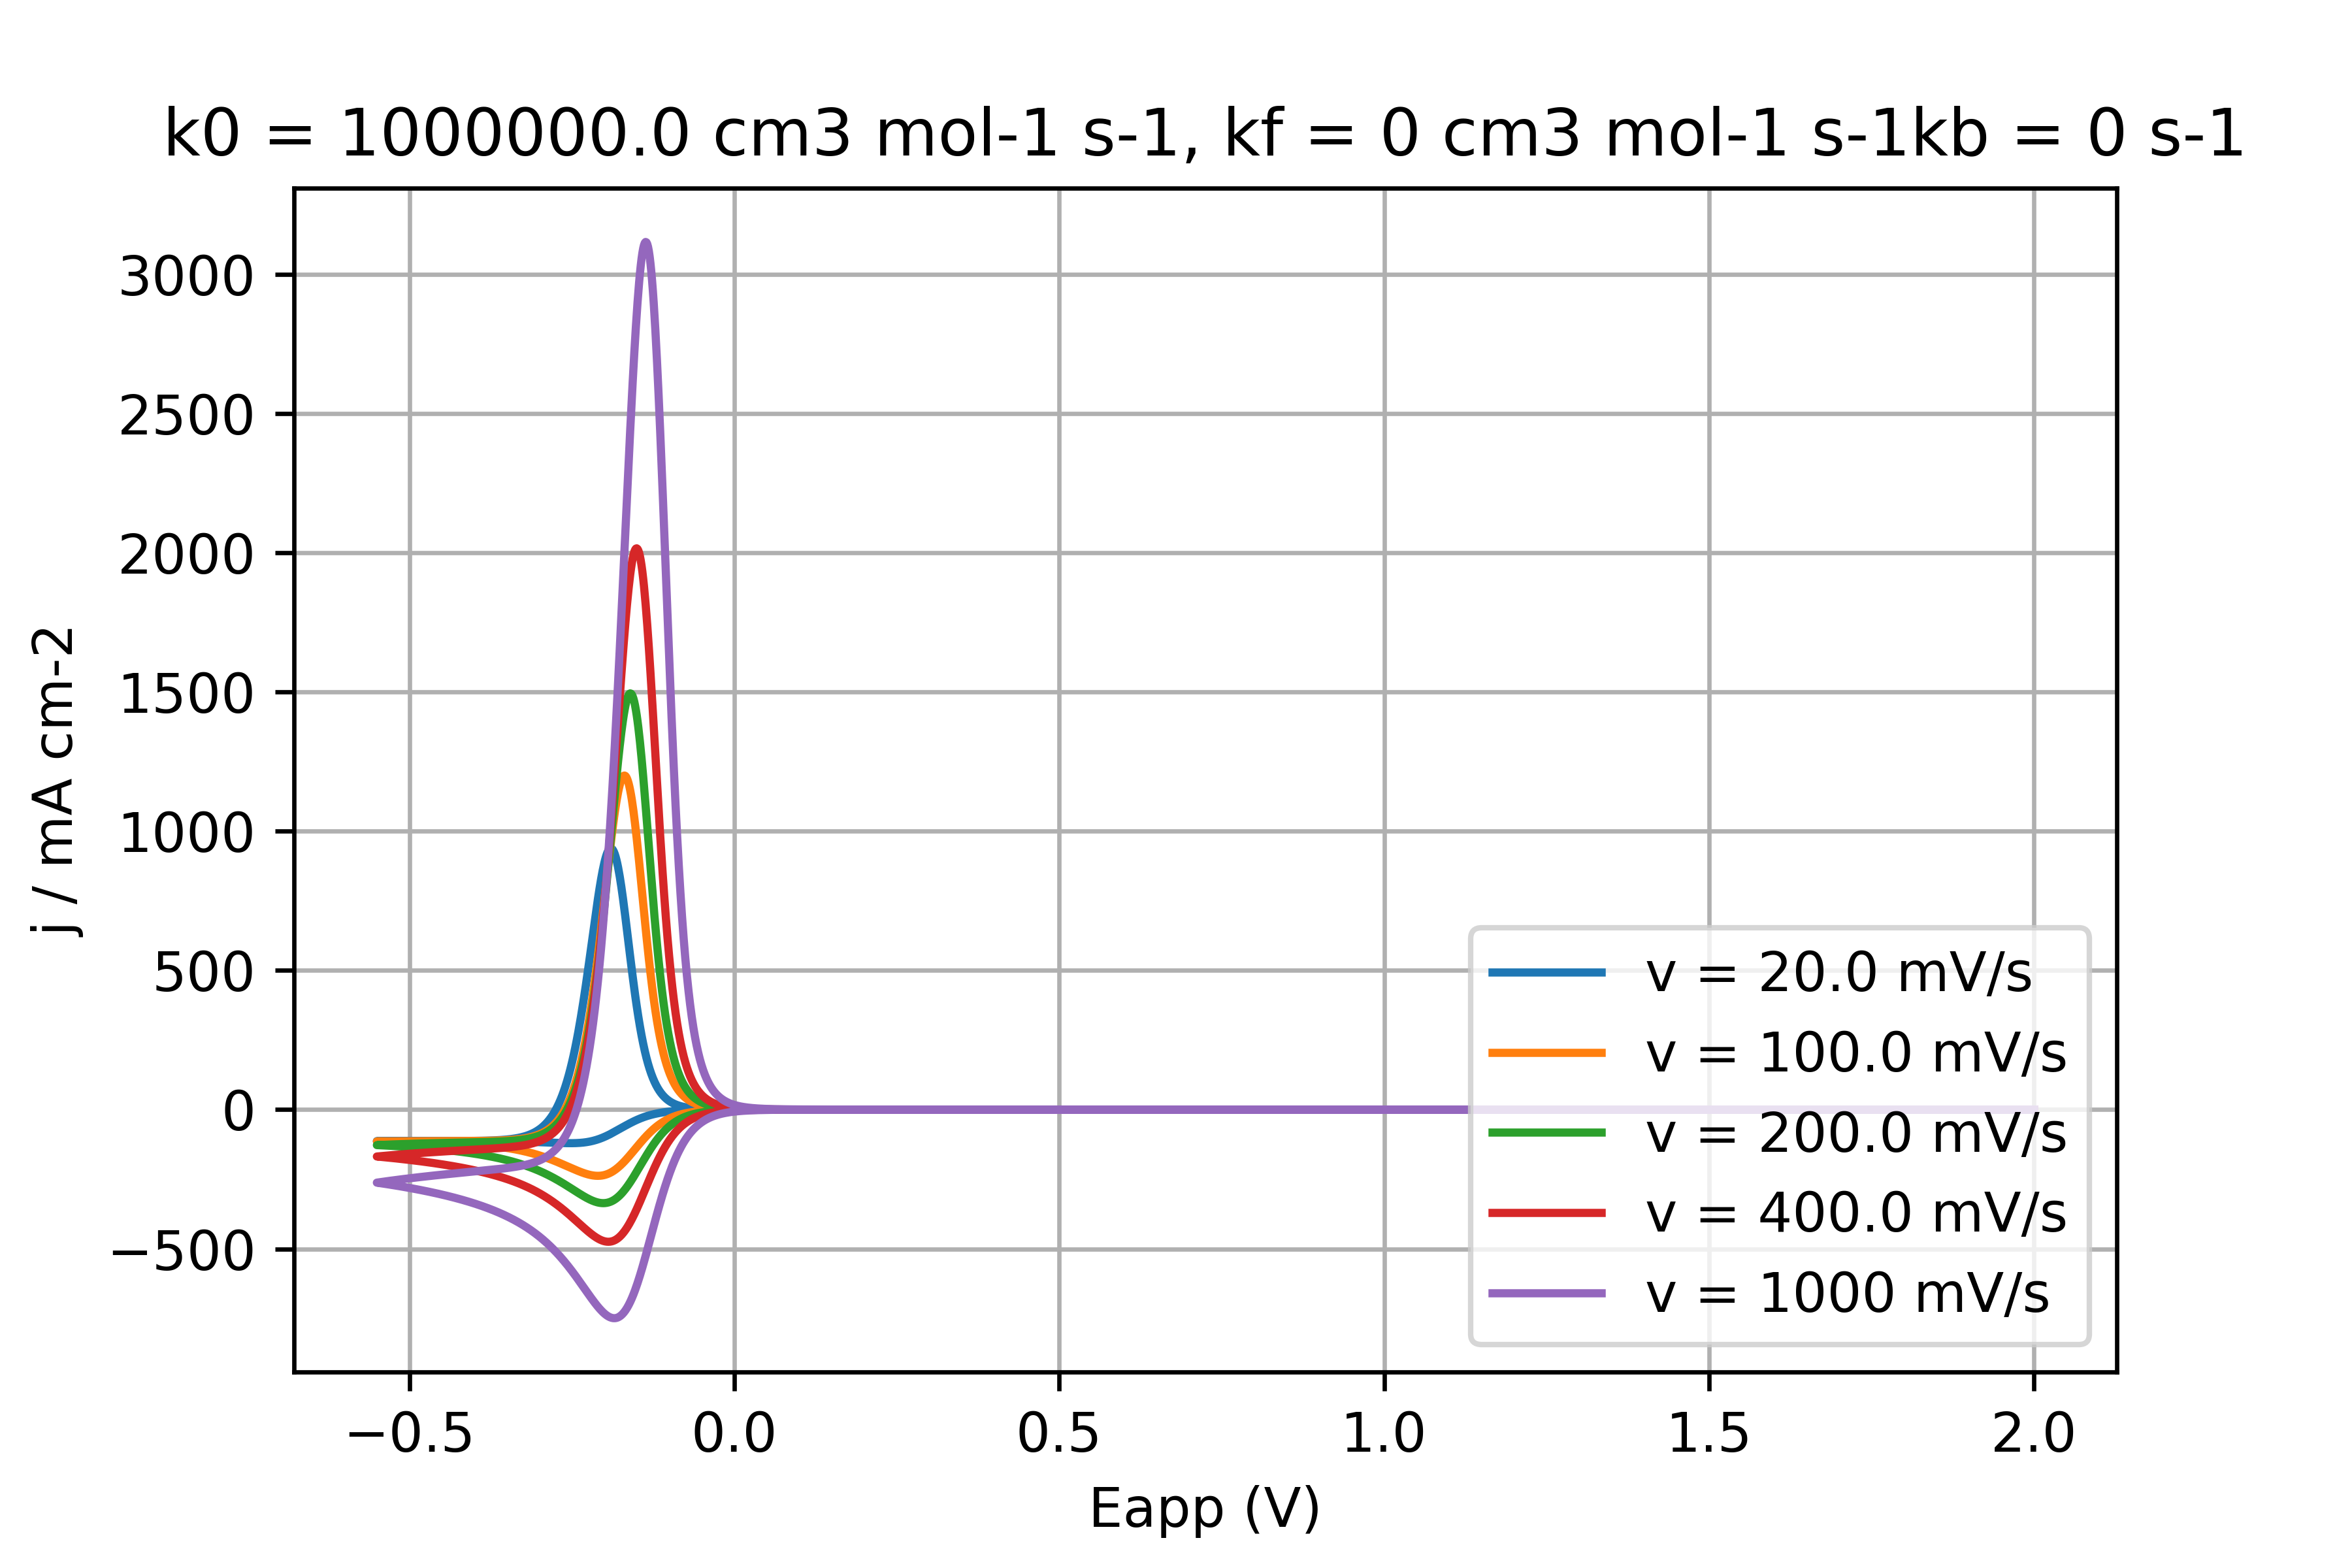 k0 = 1000000.0 cm3 mol-1 s-1, kf = 0 cm3 mol-1 s-1kb = 0 s-1
j / mA cm-2
3000
2500
2000
1500
1000
500
0
−500
v = 20.0 mV/s
v = 100.0 mV/s
v = 200.0 mV/s
v = 400.0 mV/s
v = 1000 mV/s
−0.5 0.0 0.5 1.0 1.5 2.0
Eapp (V)